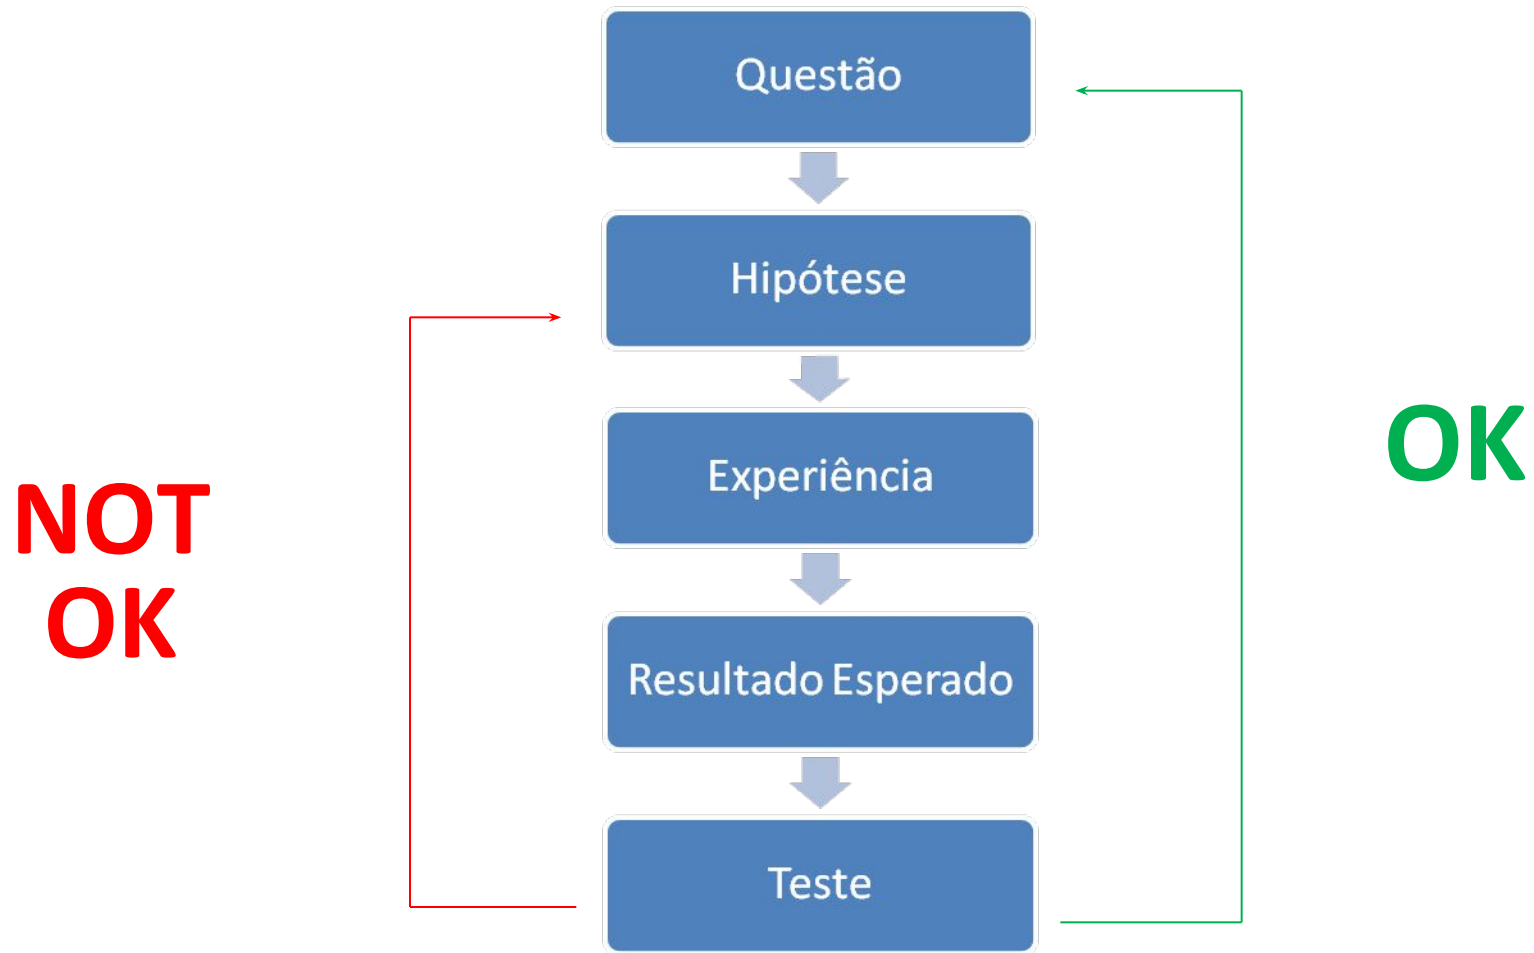 Questão
Hipótese
Experiência
Resultado Esperado
Teste
NOT
OK
OK